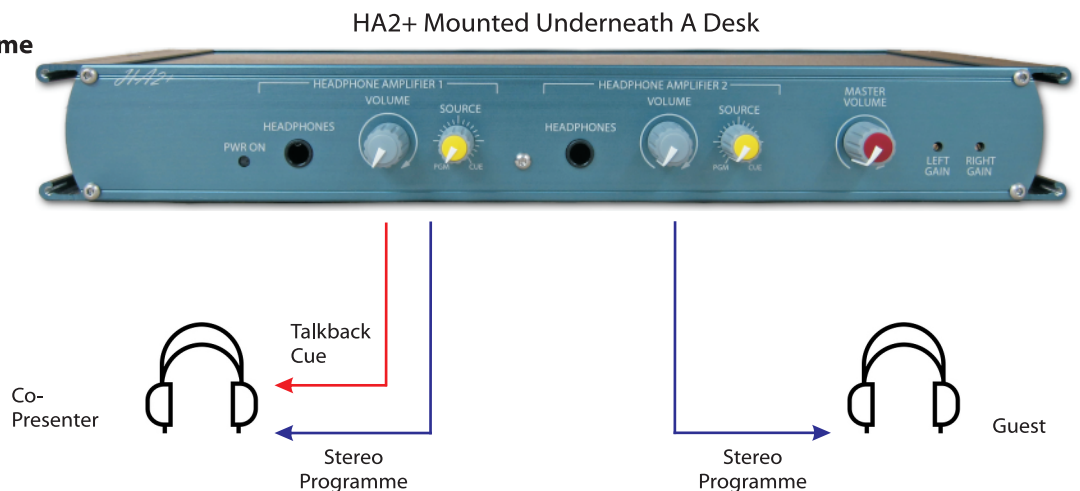 HA2+ Mounted Underneath A Desk
me
HA2+
HEADPHONE AMPLIFIER 1
HEADPHONE AMPLIFIER 2
VOLUME
SOURCE
HEADPHONES
PWR ON
PGM
CUE
VOLUME
SOURCE
HEADPHONES
PGM
CUE
MASTER
VOLUME
LEFT
GAIN
RIGHT
GAIN
Talkback
Cue
Co-
Presenter
Stereo
Programme
Stereo
Programme
Guest